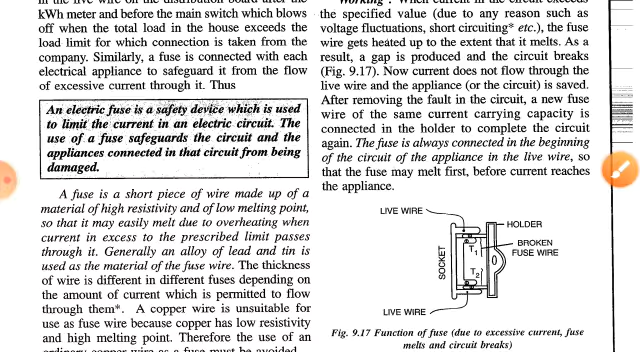 in the live wire on the distribution board after the
kWh meter and before the main switch which blows
off when the total load in the house exceeds the
load limit for which connection is taken from the
company. Similarly, a fuse is connected with each
electrical appliance to safeguard it from the flow
of excessive current through it. Thus
An electric fuse is a safety device which is used
to limit the current in an electric circuit. The
use of a fuse safeguards the circuit and the
appliances connected in that circuit from being
damaged.
A fuse is a short piece of wire made up of a
material of high resistivity and of low melting point,
so that it may easily melt due to overheating when
current in excess to the prescribed limit passes
through it. Generally an alloy of lead and tin is
used as the material of the fuse wire. The thickness
of wire is different in different fuses depending on
the amount of current which is permitted to flow
through them*. A copper wire is unsuitable for
use as fuse wire because copper has low resistivity
and high melting point. Therefore the use of an
ordinary copper wire as a fuse must be avoided.
Working : When current in the circuit exceeds
the specified value (due to any reason such as
voltage fluctuations, short circuiting* etc.), the fuse
wire gets heated up to the extent that it melts. As a
result, a gap is produced and the circuit breaks
(Fig. 9.17). Now current does not flow through the
live wire and the appliance (or the circuit) is saved.
After removing the fault in the circuit, a new fuse
wire of the same current carrying capacity is
connected in the holder to complete the circuit
again. The fuse is always connected in the beginning
of the circuit of the appliance in the live wire, so
that the fuse may melt first, before current reaches
the appliance.
LIVE WIRE
HOLDER
BROKEN
FUSE WIRE
SOCKET
T1
T2
LIVE WIRE
Fig. 9.17 Function of fuse (due to excessive current, fuse
melts and circuit breaks)